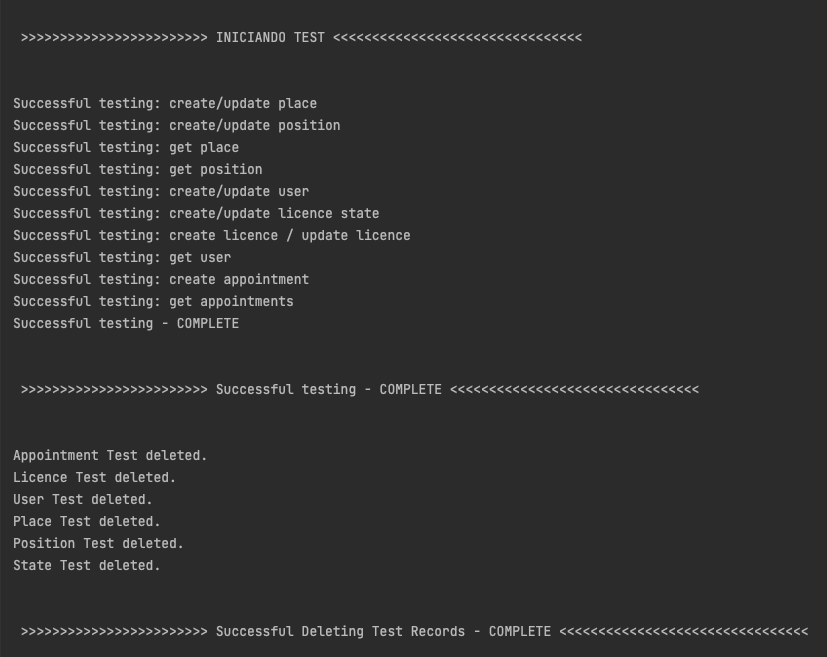 >>>>>>>>>>>>>>>>>>>>>>>> INICIANDO TEST <<<<<<<<<<<<<<<<<<<<<<<<<<<<<<<<
Successful testing: create/update place
Successful testing: create/update position
Successful testing: get place
Successful testing: get position
Successful testing: create/update user
Successful testing: create/update licence state
Successful testing: create licence / update licence
Successful testing: get user
Successful testing: create appointment
Successful testing: get appointments
Successful testing - COMPLETE
>>>>>>>>>>>>>>>>>>>>>>>> Successful testing - COMPLETE <<<<<<<<<<<<<<<<<<<<<<<<<<<<<<<<
Appointment Test deleted.
Licence Test deleted.
User Test deleted.
Place Test deleted.
Position Test deleted.
State Test deleted.
>>>>>>>>>>>>>>>>>>>>>>>> Successful Deleting Test Records - COMPLETE <<<<<<<<<<<<<<<<<<<<<<<<<<<<<<<<